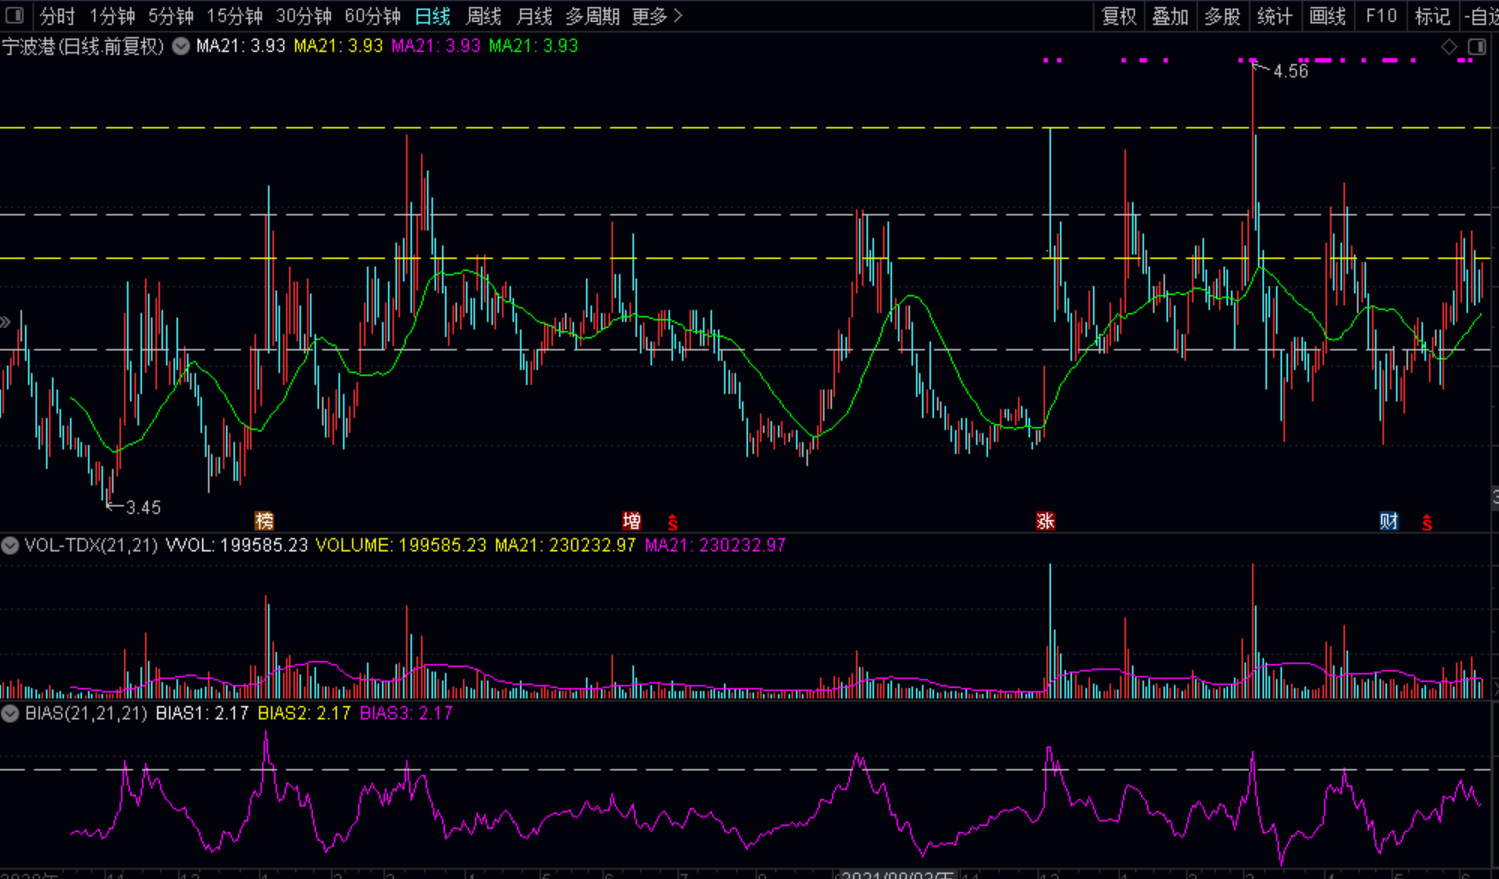 分时 1分钟 5分钟 15分钟 30分钟 60分钟 日线 周线 月线 多周期 更多 复权 叠加 多股 统计 画线 F10 标记 -自选
宁波港(日线.前复权) MA21: 3.93 MA21: 3.93 MA21: 3.93 MA21: 3.93
4.56
3.45
榜 增 S 涨 财 S
VOL-TDX(21,21) VVOL: 199585.23 VOLUME: 199585.23 MA21: 230232.97 MA21: 230232.97
BIAS(21,21,21) BIAS1: 2.17 BIAS2: 2.17 BIAS3: 2.17